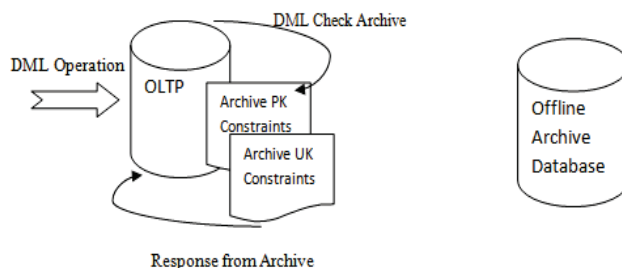 DML Check Archive
DML Operation
OLTP
Archive PK
Constraints
Archive UK
Constraints
Offline
Archive
Database
Response from Archive